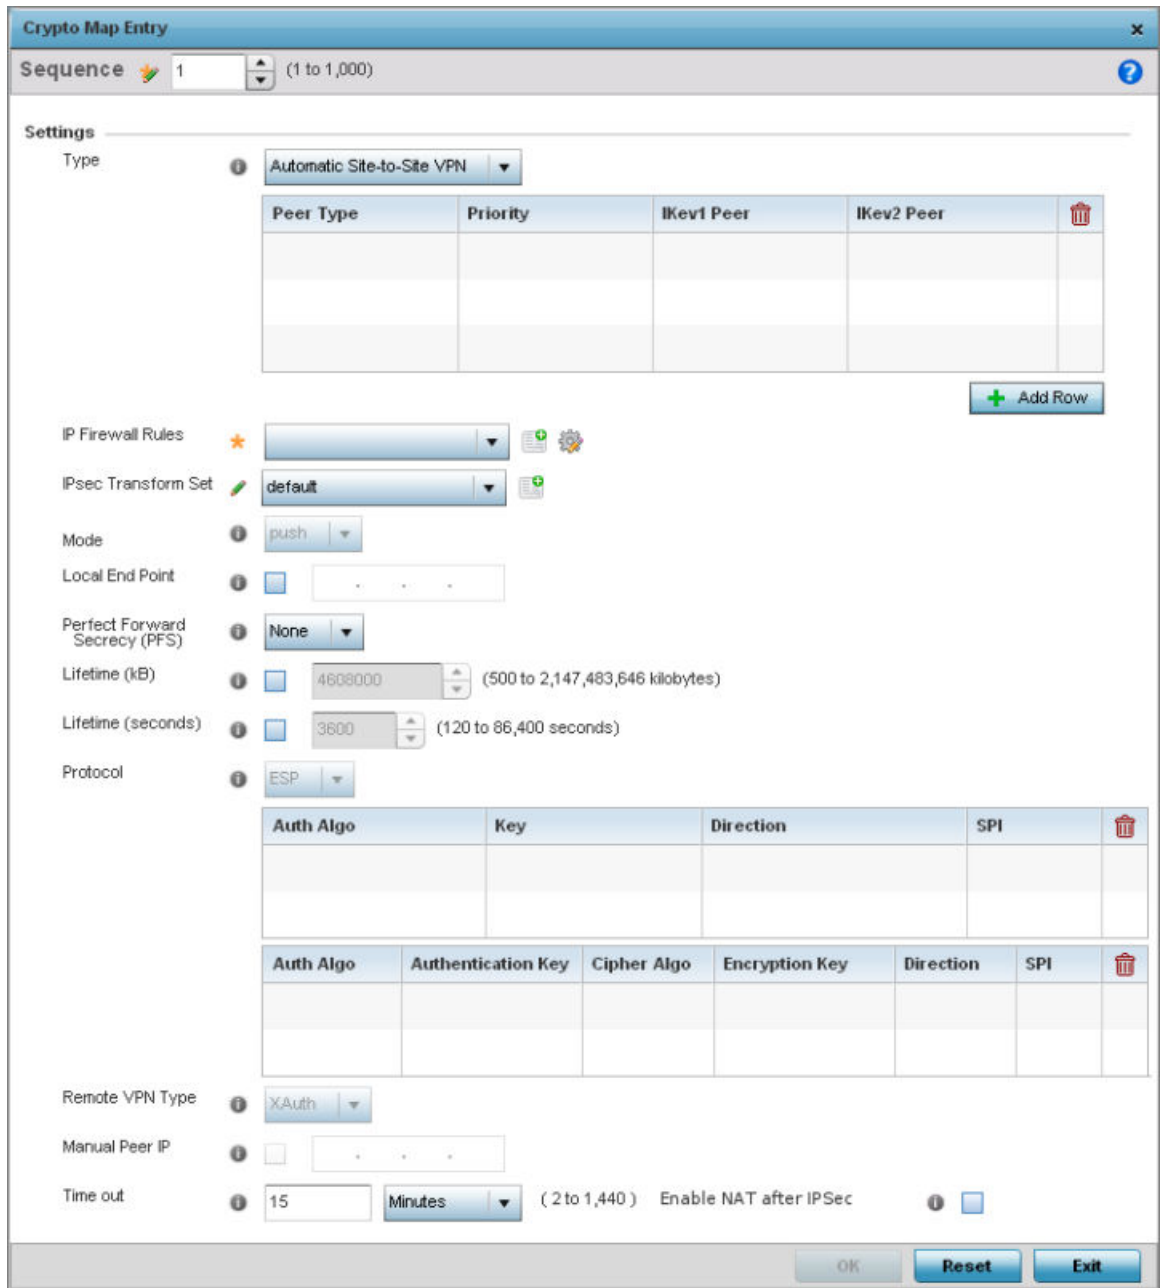 Crypto Map Entry
Sequence 1 (1 to 1,000)
Settings
Type Automatic Site-to-Site VPN
Peer Type Priority IKev1 Peer IKev2 Peer
Add Row
IP Firewall Rules
IPsec Transform Set default
Mode push
Local End Point . . .
Perfect Forward
Secrecy (PFS) None
Lifetime (kB) 4608000 (500 to 2,147,483,646 kilobytes)
Lifetime (seconds) 3600 (120 to 86,400 seconds)
Protocol ESP
Auth Algo Key Direction SPI
Auth Algo Authentication Key Cipher Algo Encryption Key Direction SPI
Remote VPN Type XAuth
Manual Peer IP . . .
Time out 15 Minutes ( 2 to 1,440 ) Enable NAT after IPSec
OK Reset Exit